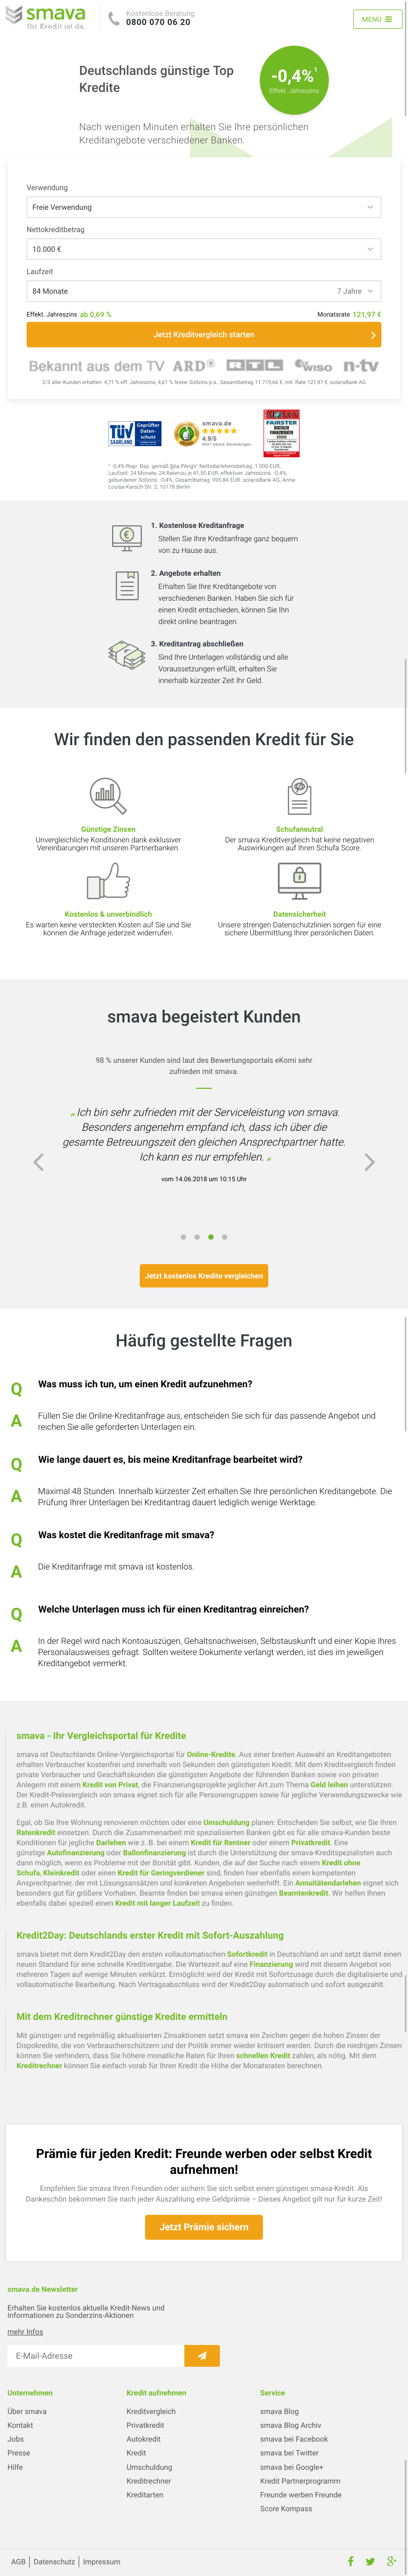 smava
Ihr Kredit ist da.
Kostenlose Beratung
0800 070 06 20
MENÜ
Deutschlands günstige Top
Kredite
-0,4%¹
Effekt. Jahreszins
Nach wenigen Minuten erhalten Sie Ihre persönlichen
Kreditangebote verschiedener Banken.
Verwendung
Freie Verwendung
Nettokreditbetrag
10.000 €
Laufzeit
84 Monate 7 Jahre
Effekt. Jahreszins ab 0,69 % Monatsrate 121,97 €
Jetzt Kreditvergleich starten
Bekannt aus dem TV ARD RTL WISO n-tv
2/3 aller Kunden erhalten: 4,71 % eff. Jahreszins, 4,61 % fester Sollzins p.a., Gesamtbetrag 11.719,66 €, mtl. Rate 121,97 €, solarisBank AG
TÜV
SAARLAND
Geprüfter
Daten-
schutz
smava.de
4.9/5
FAIRSTER
¹ -0,4% Repr. Bsp. gemäß §6a PAngV: Nettodarlehensbetrag: 1.000 EUR,
Laufzeit: 24 Monate, 24 Ratenzu je 41,50 EUR, effektiver Jahreszins: -0,4%,
gebundener Sollzins: -0,4%, Gesamtbetrag: 995,84 EUR. solarisBank AG, Anna-
Louisa-Karsch-Str. 2, 10178 Berlin
1. Kostenlose Kreditanfrage
Stellen Sie Ihre Kreditanfrage ganz bequem
von zu Hause aus.
2. Angebote erhalten
Erhalten Sie Ihre Kreditangebote von
verschiedenen Banken. Haben Sie sich für
einen Kredit entschieden, können Sie Ihn
direkt online beantragen.
3. Kreditantrag abschließen
Sind Ihre Unterlagen vollständig und alle
Voraussetzungen erfüllt, erhalten Sie
innerhalb kürzester Zeit Ihr Geld.
Wir finden den passenden Kredit für Sie
Günstige Zinsen
Unvergleichliche Konditionen dank exklusiver
Vereinbarungen mit unseren Partnerbanken.
Schufaneutral
Der smava Kreditvergleich hat keine negativen
Auswirkungen auf Ihren Schufa Score.
Kostenlos & unverbindlich
Es warten keine versteckten Kosten auf Sie und Sie
können die Anfrage jederzeit widerrufen.
Datensicherheit
Unsere strengen Datenschutzlinien sorgen für eine
sichere Übermittlung Ihrer persönlichen Daten.
smava begeistert Kunden
98 % unserer Kunden sind laut des Bewertungsportals eKomi sehr
zufrieden mit smava.
„ Ich bin sehr zufrieden mit der Serviceleistung von smava.
Besonders angenehm empfand ich, dass ich über die
gesamte Betreuungszeit den gleichen Ansprechpartner hatte.
Ich kann es nur empfehlen. „
vom 14.06.2018 um 10:15 Uhr
Jetzt kostenlos Kredite vergleichen
Häufig gestellte Fragen
Q Was muss ich tun, um einen Kredit aufzunehmen?
A Füllen Sie die Online-Kreditanfrage aus, entscheiden Sie sich für das passende Angebot und
reichen Sie alle geforderten Unterlagen ein.
Q Wie lange dauert es, bis meine Kreditanfrage bearbeitet wird?
A Maximal 48 Stunden. Innerhalb kürzester Zeit erhalten Sie Ihre persönlichen Kreditangebote. Die
Prüfung Ihrer Unterlagen bei Kreditantrag dauert lediglich wenige Werktage.
Q Was kostet die Kreditanfrage mit smava?
A Die Kreditanfrage mit smava ist kostenlos.
Q Welche Unterlagen muss ich für einen Kreditantrag einreichen?
A In der Regel wird nach Kontoauszügen, Gehaltsnachweisen, Selbstauskunft und einer Kopie Ihres
Personalausweises gefragt. Sollten weitere Dokumente verlangt werden, ist dies im jeweiligen
Kreditangebot vermerkt.
smava - Ihr Vergleichsportal für Kredite
smava ist Deutschlands Online-Vergleichsportal für Online-Kredite. Aus einer breiten Auswahl an Kreditangeboten
erhalten Verbraucher kostenfrei und innerhalb von Sekunden den günstigsten Kredit. Mit dem Kreditvergleich finden
private Verbraucher und Geschäftskunden die günstigsten Angebote der führenden Banken sowie von privaten
Anlegern mit einem Kredit von Privat, die Finanzierungsprojekte jeglicher Art zum Thema Geld leihen unterstützen.
Der Kredit-Preisvergleich von smava eignet sich für alle Personengruppen sowie für jegliche Verwendungszwecke wie
z.B. einen Autokredit.
Egal, ob Sie Ihre Wohnung renovieren möchten oder eine Umschuldung planen: Entscheiden Sie selbst, wie Sie Ihren
Ratenkredit einsetzen. Durch die Zusammenarbeit mit spezialisierten Banken gibt es für alle smava-Kunden beste
Konditionen für jegliche Darlehen wie z. B. bei einem Kredit für Rentner oder einem Privatkredit. Eine
günstige Autofinanzierung oder Ballonfinanzierung ist durch die Unterstützung der smava-Kreditspezialisten auch
dann möglich, wenn es Probleme mit der Bonität gibt. Kunden, die auf der Suche nach einem Kredit ohne
Schufa, Kleinkredit oder einen Kredit für Geringverdiener sind, finden hier ebenfalls einen kompetenten
Ansprechpartner, der mit Lösungsansätzen und konkreten Angeboten weiterhilft. Ein Annuitätendarlehen eignet sich
besonders gut für größere Vorhaben. Beamte finden bei smava einen günstigen Beamtenkredit. Wir helfen Ihnen
ebenfalls dabei speziell einen Kredit mit langer Laufzeit zu finden.
Kredit2Day: Deutschlands erster Kredit mit Sofort-Auszahlung
smava bietet mit dem Kredit2Day den ersten vollautomatischen Sofortkredit in Deutschland an und setzt damit einen
neuen Standard für eine schnelle Kreditvergabe. Die Wartezeit auf eine Finanzierung wird mit diesem Angebot von
mehreren Tagen auf wenige Minuten verkürzt. Ermöglicht wird der Kredit mit Sofortzusage durch die digitalisierte und
vollautomatische Bearbeitung. Nach Vertragsabschluss wird der Kredit2Day automatisch und sofort ausgezahlt.
Mit dem Kreditrechner günstige Kredite ermitteln
Mit günstigen und regelmäßig aktualisierten Zinsaktionen setzt smava ein Zeichen gegen die hohen Zinsen der
Dispokredite, die von Verbraucherschützern und der Politik immer wieder kritisiert werden. Durch die niedrigen Zinsen
können Sie verhindern, dass Sie höhere monatliche Raten für Ihren schnellen Kredit zahlen, als nötig. Mit dem
Kreditrechner können Sie einfach vorab für Ihren Kredit die Höhe der Monatsraten berechnen.
Prämie für jeden Kredit: Freunde werben oder selbst Kredit
aufnehmen!
Empfehlen Sie smava Ihren Freunden oder sichern Sie sich selbst einen günstigen smava-Kredit. Als
Dankeschön bekommen Sie nach jeder Auszahlung eine Geldprämie – Dieses Angebot gilt nur für kurze Zeit!
Jetzt Prämie sichern
smava.de Newsletter
Erhalten Sie kostenlos aktuelle Kredit-News und
Informationen zu Sonderzins-Aktionen
mehr Infos
E-Mail-Adresse
Unternehmen
Über smava
Kontakt
Jobs
Presse
Hilfe
Kredit aufnehmen
Kreditvergleich
Privatkredit
Autokredit
Kredit
Umschuldung
Kreditrechner
Kreditarten
Service
smava Blog
smava Blog Archiv
smava bei Facebook
smava bei Twitter
smava bei Google+
Kredit Partnerprogramm
Freunde werben Freunde
Score Kompass
AGB | Datenschutz | Impressum